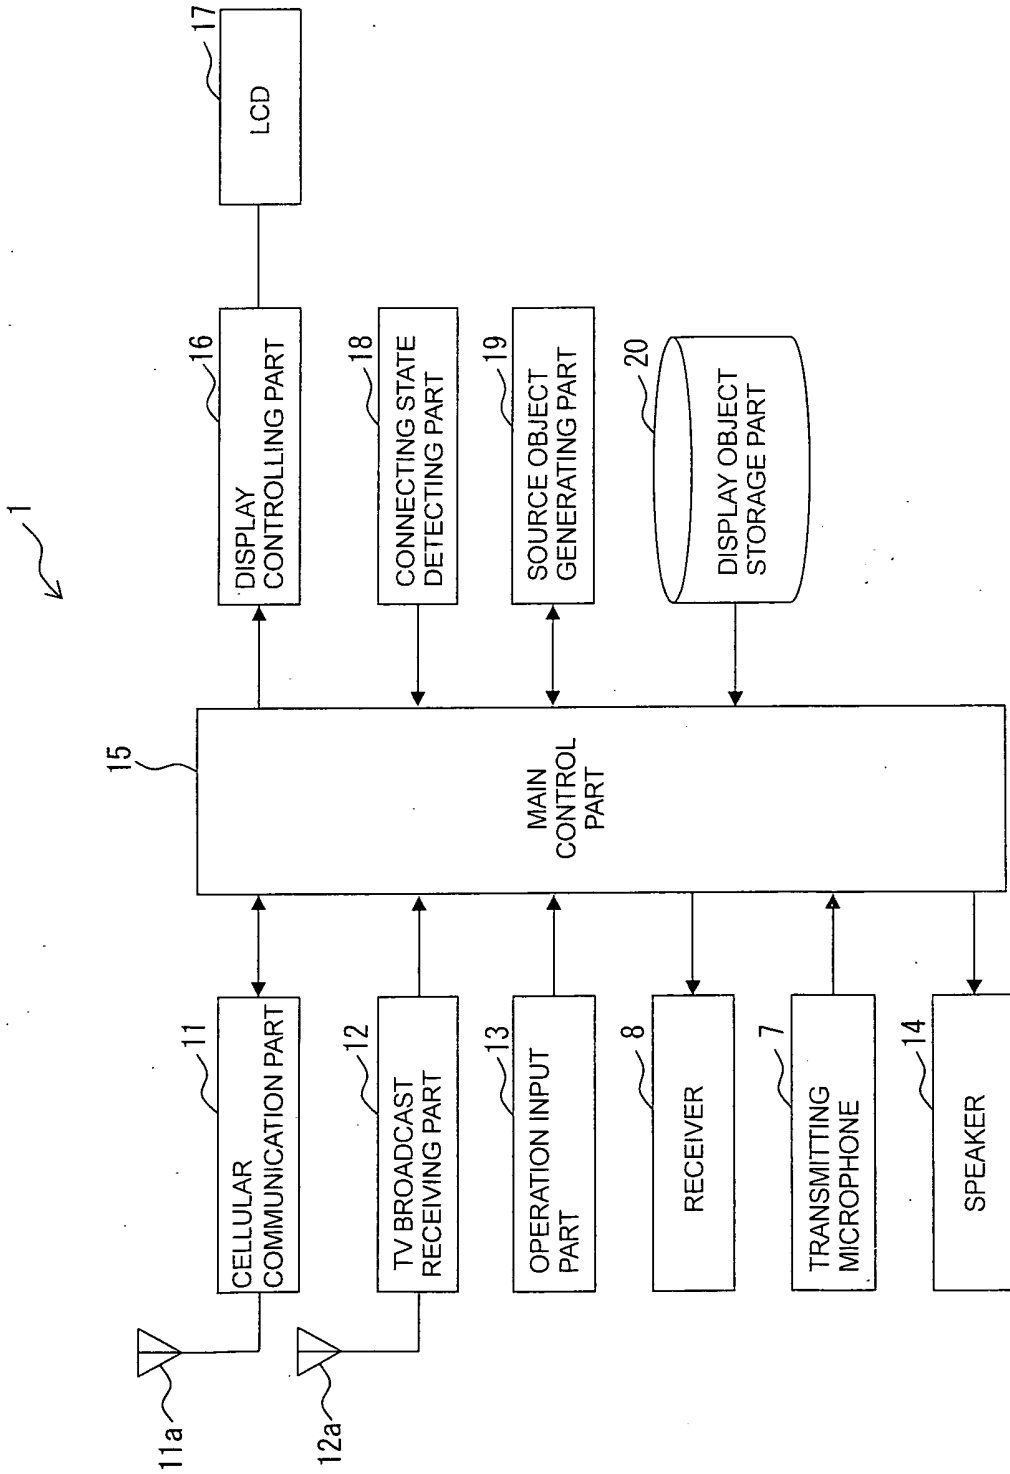 1
11a
11
CELLULAR
COMMUNICATION PART
12a
12
TV BROADCAST
RECEIVING PART
13
OPERATION INPUT
PART
8
RECEIVER
7
TRANSMITTING
MICROPHONE
14
SPEAKER
15
MAIN
CONTROL
PART
16
DISPLAY
CONTROLLING PART
17
LCD
18
CONNECTING STATE
DETECTING PART
19
SOURCE OBJECT
GENERATING PART
20
DISPLAY OBJECT
STORAGE PART